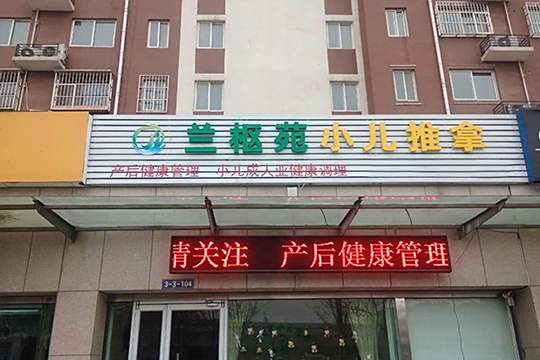 兰枢苑小儿推拿
产后健康管理 小儿成人亚健康调理
请关注 产后健康管理
3-3-104